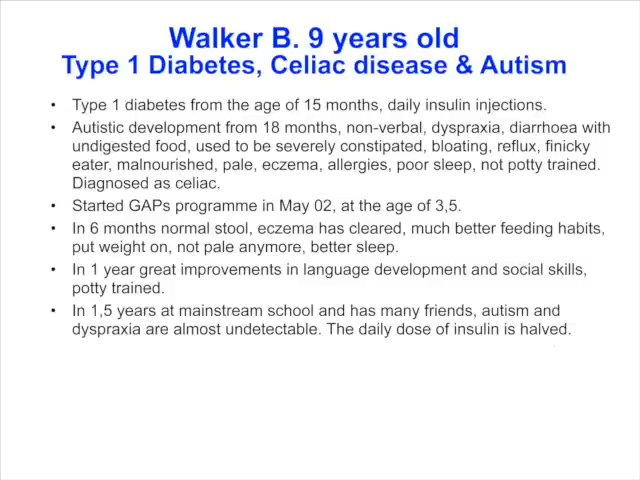 Walker B. 9 years old
Type 1 Diabetes, Celiac disease & Autism
• Type 1 diabetes from the age of 15 months, daily insulin injections.
• Autistic development from 18 months, non-verbal, dyspraxia, diarrhoea with
undigested food, used to be severely constipated, bloating, reflux, finicky
eater, malnourished, pale, eczema, allergies, poor sleep, not potty trained.
Diagnosed as celiac.
• Started GAPs programme in May 02, at the age of 3,5.
• In 6 months normal stool, eczema has cleared, much better feeding habits,
put weight on, not pale anymore, better sleep.
• In 1 year great improvements in language development and social skills,
potty trained.
• In 1,5 years at mainstream school and has many friends, autism and
dyspraxia are almost undetectable. The daily dose of insulin is halved.